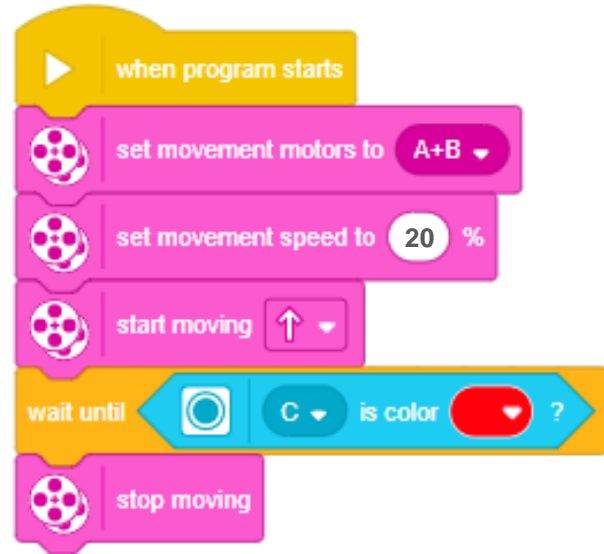 when program starts
set movement motors to A+B
set movement speed to 20 %
start moving
wait until C is color ?
stop moving